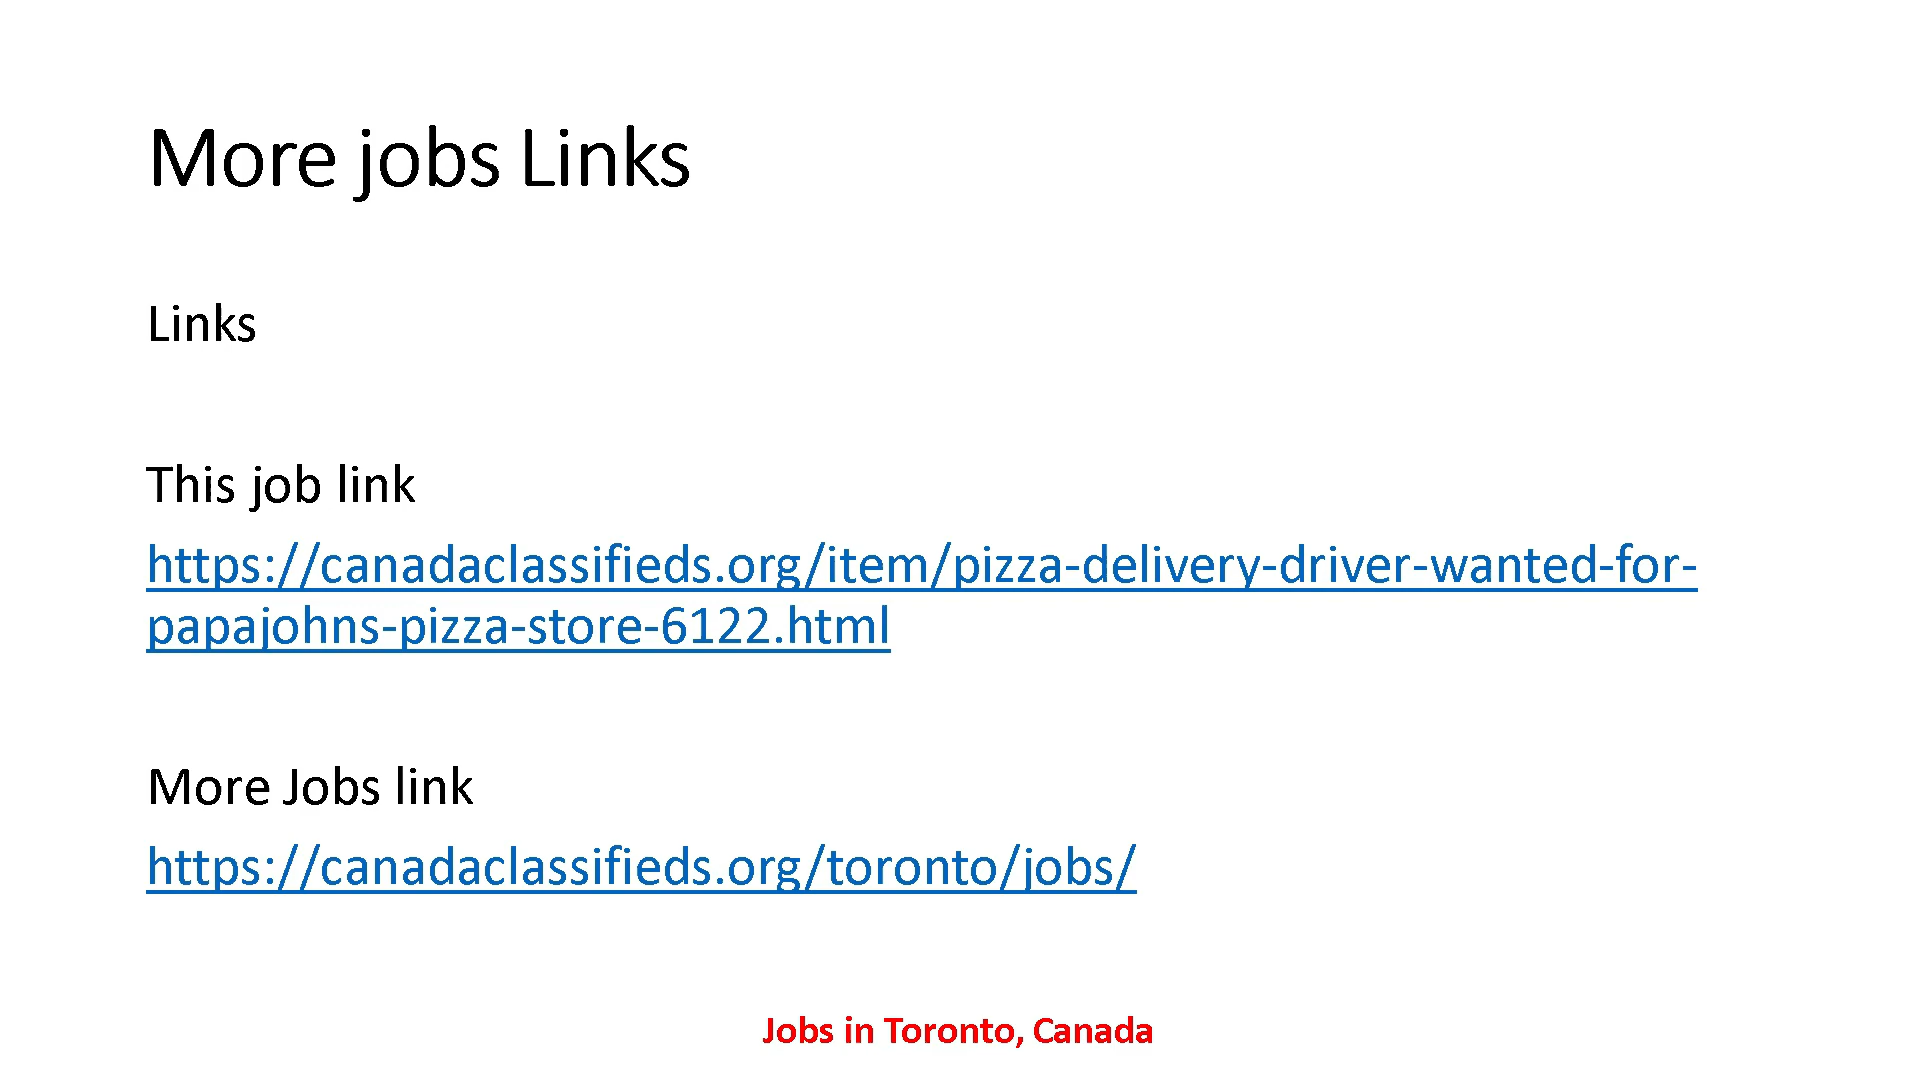 More jobs Links
Links
This job link
https://canadaclassifieds.org/item/pizza-delivery-driver-wanted-for-
papajohns-pizza-store-6122.html
More Jobs link
https://canadaclassifieds.org/toronto/jobs/
Jobs in Toronto, Canada